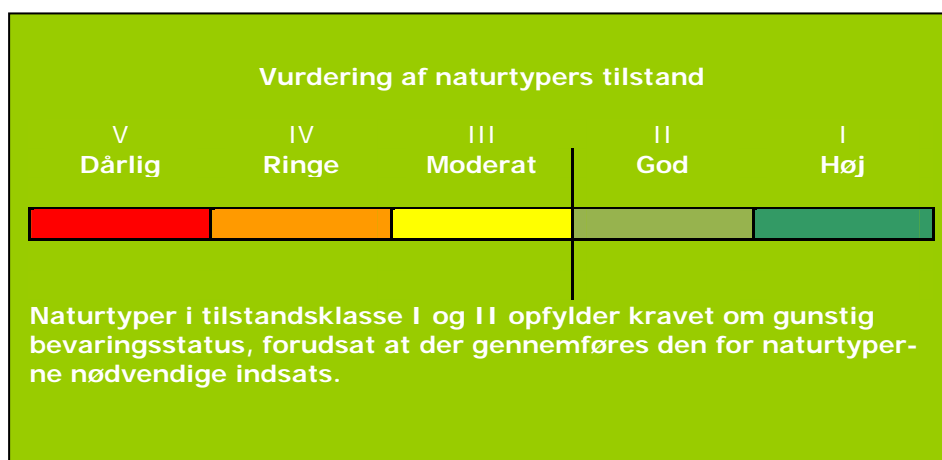 Vurdering af naturtypers tilstand
V IV III II I
Dårlig Ringe Moderat God Høj
Naturtyper i tilstandsklasse I og II opfylder kravet om gunstig
bevaringsstatus, forudsat at der gennemføres den for naturtyper-
ne nødvendige indsats.